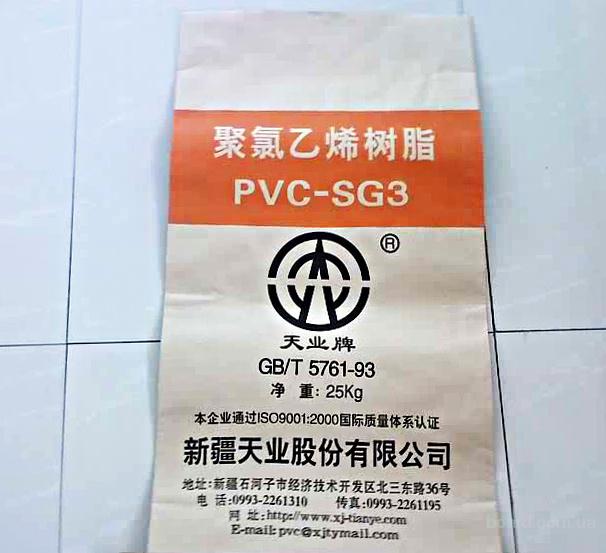 聚氯乙烯树脂
PVC-SG3
®
天业牌
GB/T 5761-93
净 重: 25Kg
本企业通过ISO9001:2000国际质量体系认证
新疆天业股份有限公司
地址:新疆石河子市经济技术开发区北三东路36号
电 话:0993-2261310 传真:0993-2261195
网 址:http://www.xj-tianye.com
E-mail:pvc@xjtymail.com
board.com.ua